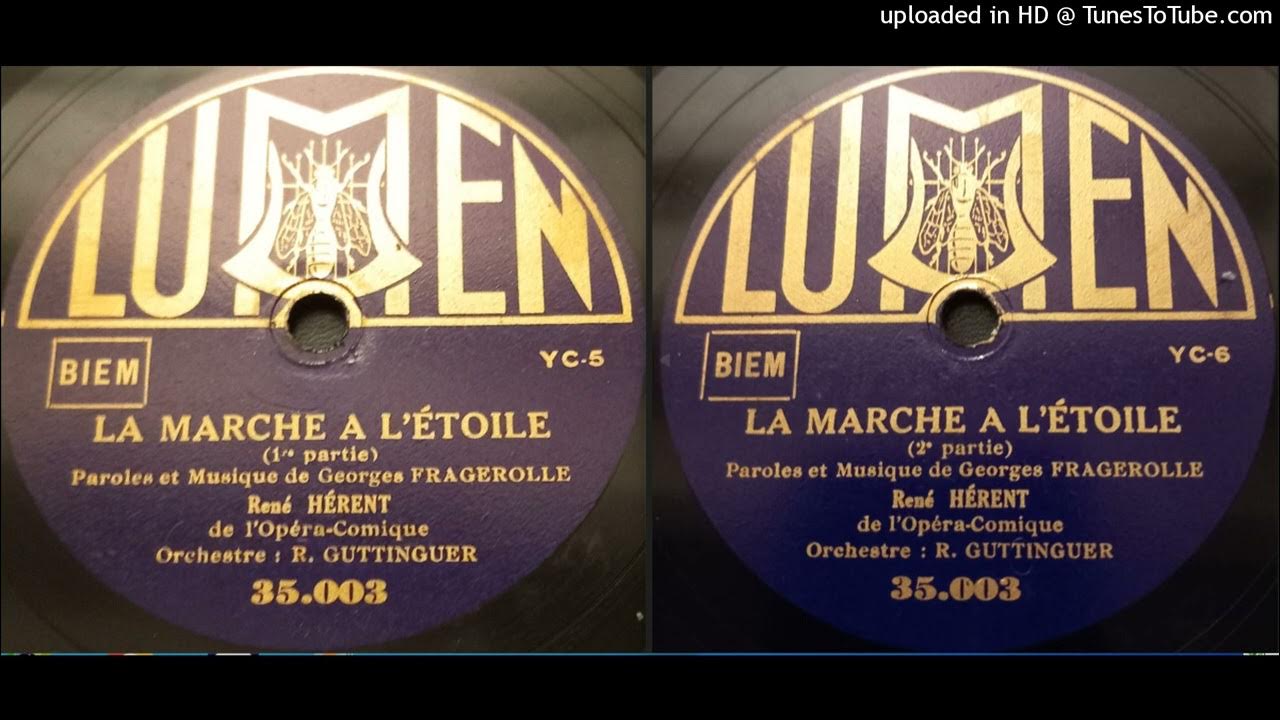 uploaded in HD @ TunesToTube.com
LUMEN
BIEM
YC-5
LA MARCHE A L'ÉTOILE
(1re partie)
Paroles et Musique de Georges FRAGEROLLE
René HÉRENT
de l'Opéra-Comique
Orchestre : R. GUTTINGUER
35.003
LUMEN
BIEM
YC-6
LA MARCHE A L'ÉTOILE
(2e partie)
Paroles et Musique de Georges FRAGEROLLE
René HÉRENT
de l'Opéra-Comique
Orchestre : R. GUTTINGUER
35.003